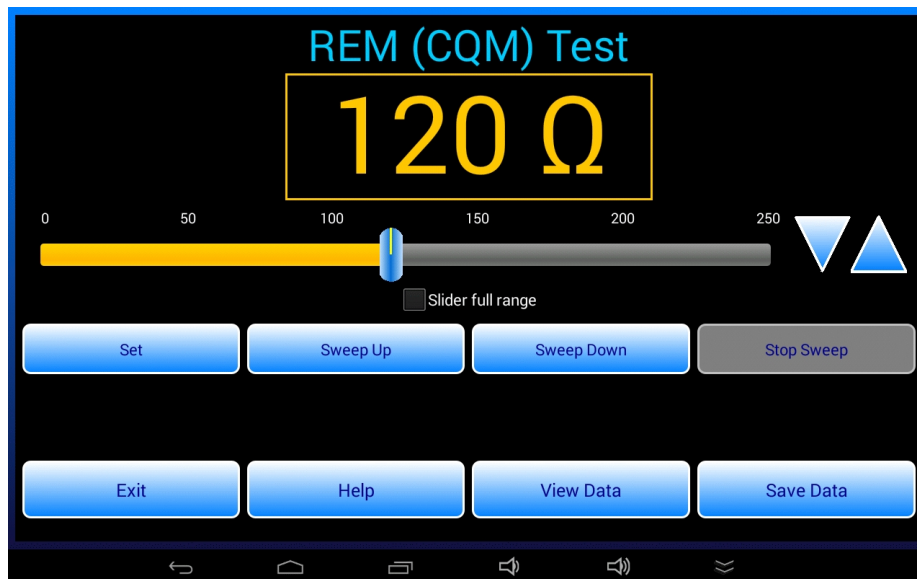 REM (CQM) Test
120 Ω
0 50 100 150 200 250
Slider full range
Set Sweep Up Sweep Down Stop Sweep
Exit Help View Data Save Data